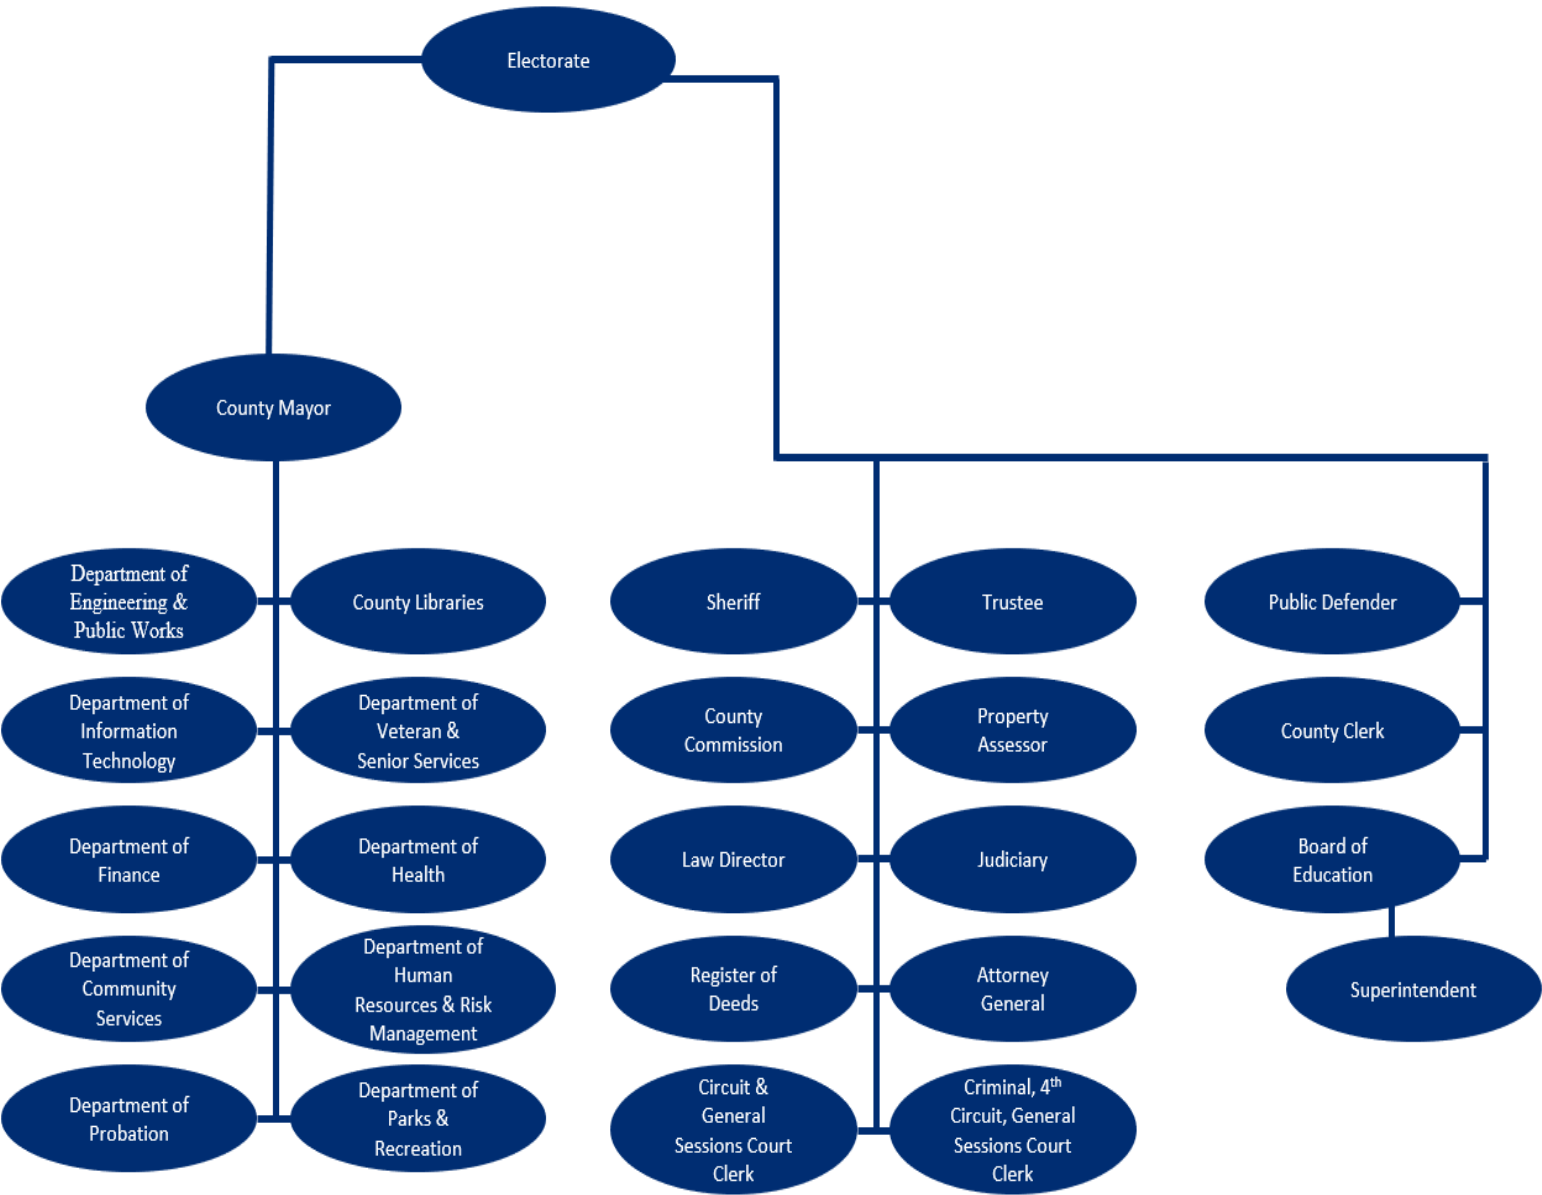 Electorate
County Mayor
Department of
Engineering &
Public Works
County Libraries
Sheriff
Trustee
Public Defender
Department of
Information
Technology
Department of
Veteran &
Senior Services
County
Commission
Property
Assessor
County Clerk
Department of
Finance
Department of
Health
Law Director
Judiciary
Board of
Education
Department of
Community
Services
Department of
Human
Resources & Risk
Management
Register of
Deeds
Attorney
General
Superintendent
Department of
Probation
Department of
Parks &
Recreation
Circuit &
General
Sessions Court
Clerk
Criminal, 4th
Circuit, General
Sessions Court
Clerk